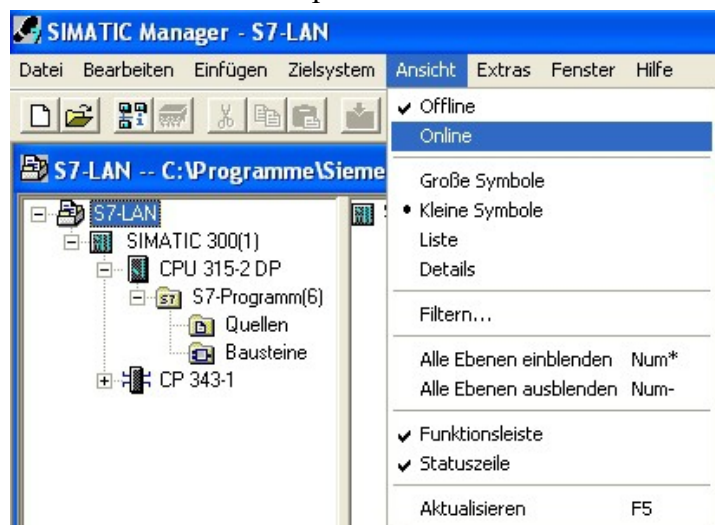 SIMATIC Manager - S7-LAN
Datei Bearbeiten Einfügen Zielsystem Ansicht Extras Fenster Hilfe
Offline
Online
Große Symbole
Kleine Symbole
Liste
Details
Filtern...
Alle Ebenen einblenden Num*
Alle Ebenen ausblenden Num-
Funktionsleiste
Statuszeile
Aktualisieren F5
S7-LAN -- C:\Programme\Sieme
S7-LAN
SIMATIC 300(1)
CPU 315-2 DP
S7-Programm(6)
Quellen
Bausteine
CP 343-1